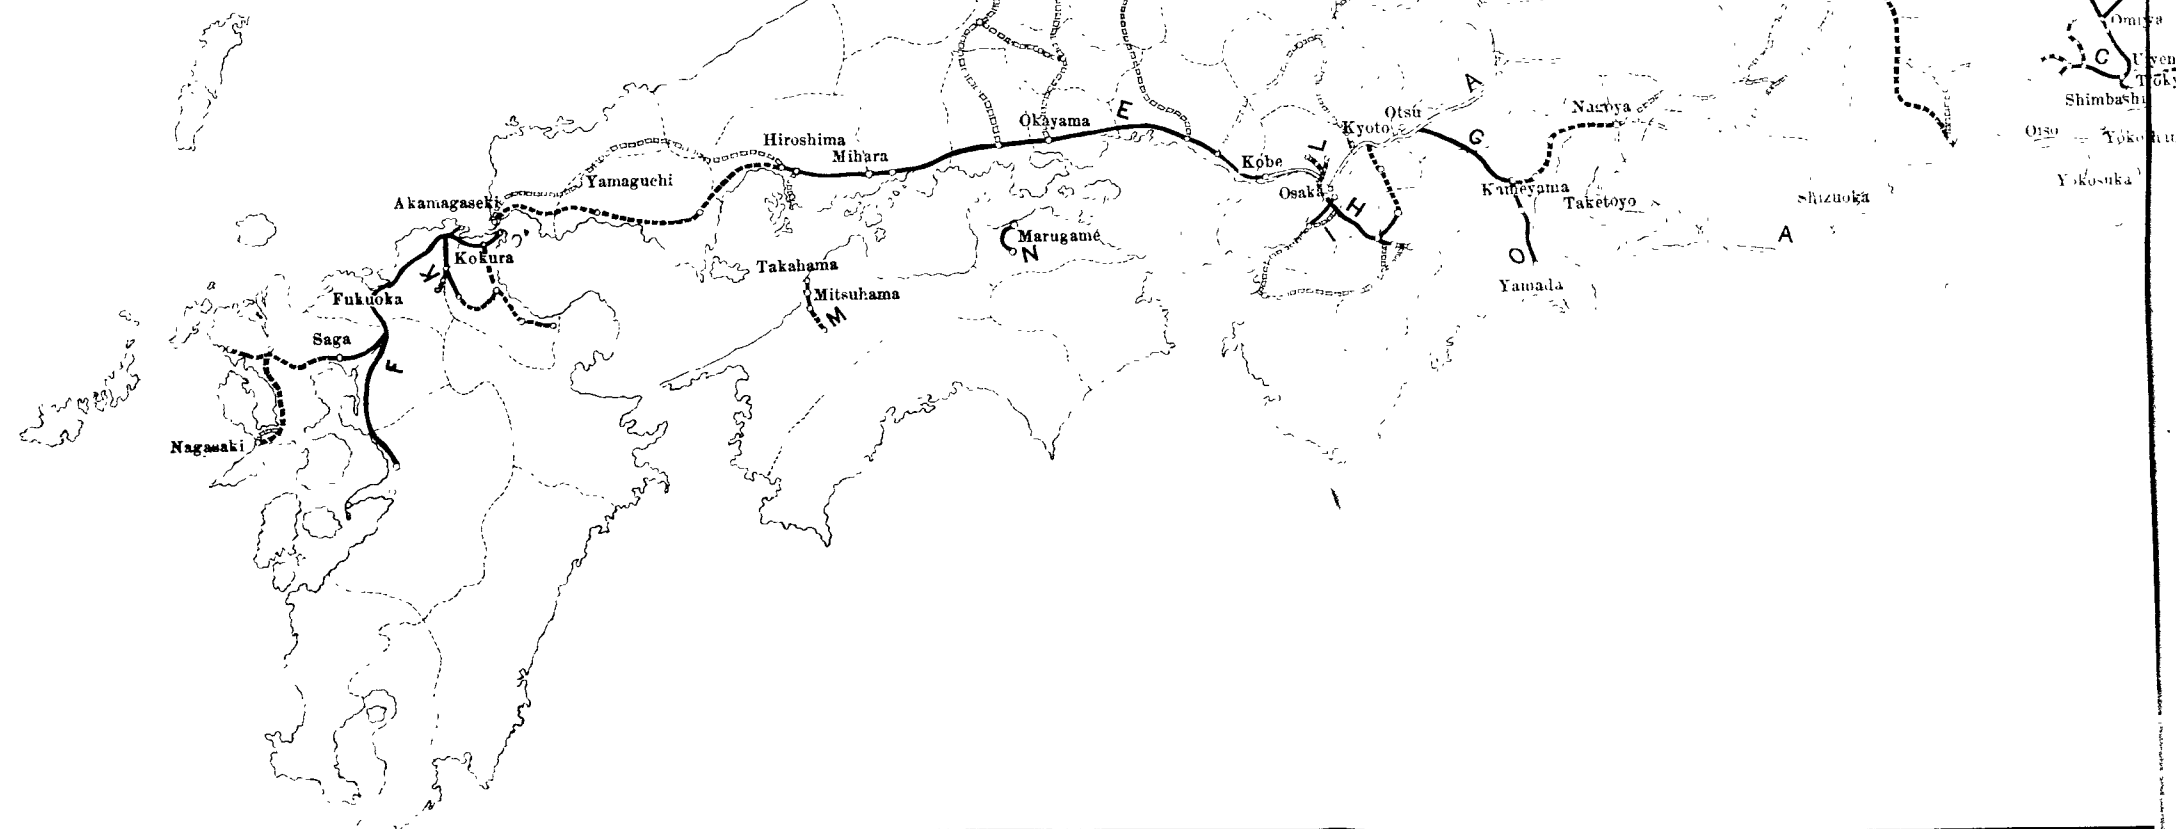 Omiya
C
Shimbashi
A
Nagoya
Otsu
Okayama
E
Kyoto
G
L
Hiroshima
Mihara
Kobe
Yamaguchi
Osaka
Kameyama
Yokosuka
Akamagaseki
H
Taketoyo
Shizuoka
I
Marugame
N
A
K
Kokura
O
Takahama
Yamada
Fukuoka
Mitsuhama
M
Saga
F
Nagasaki